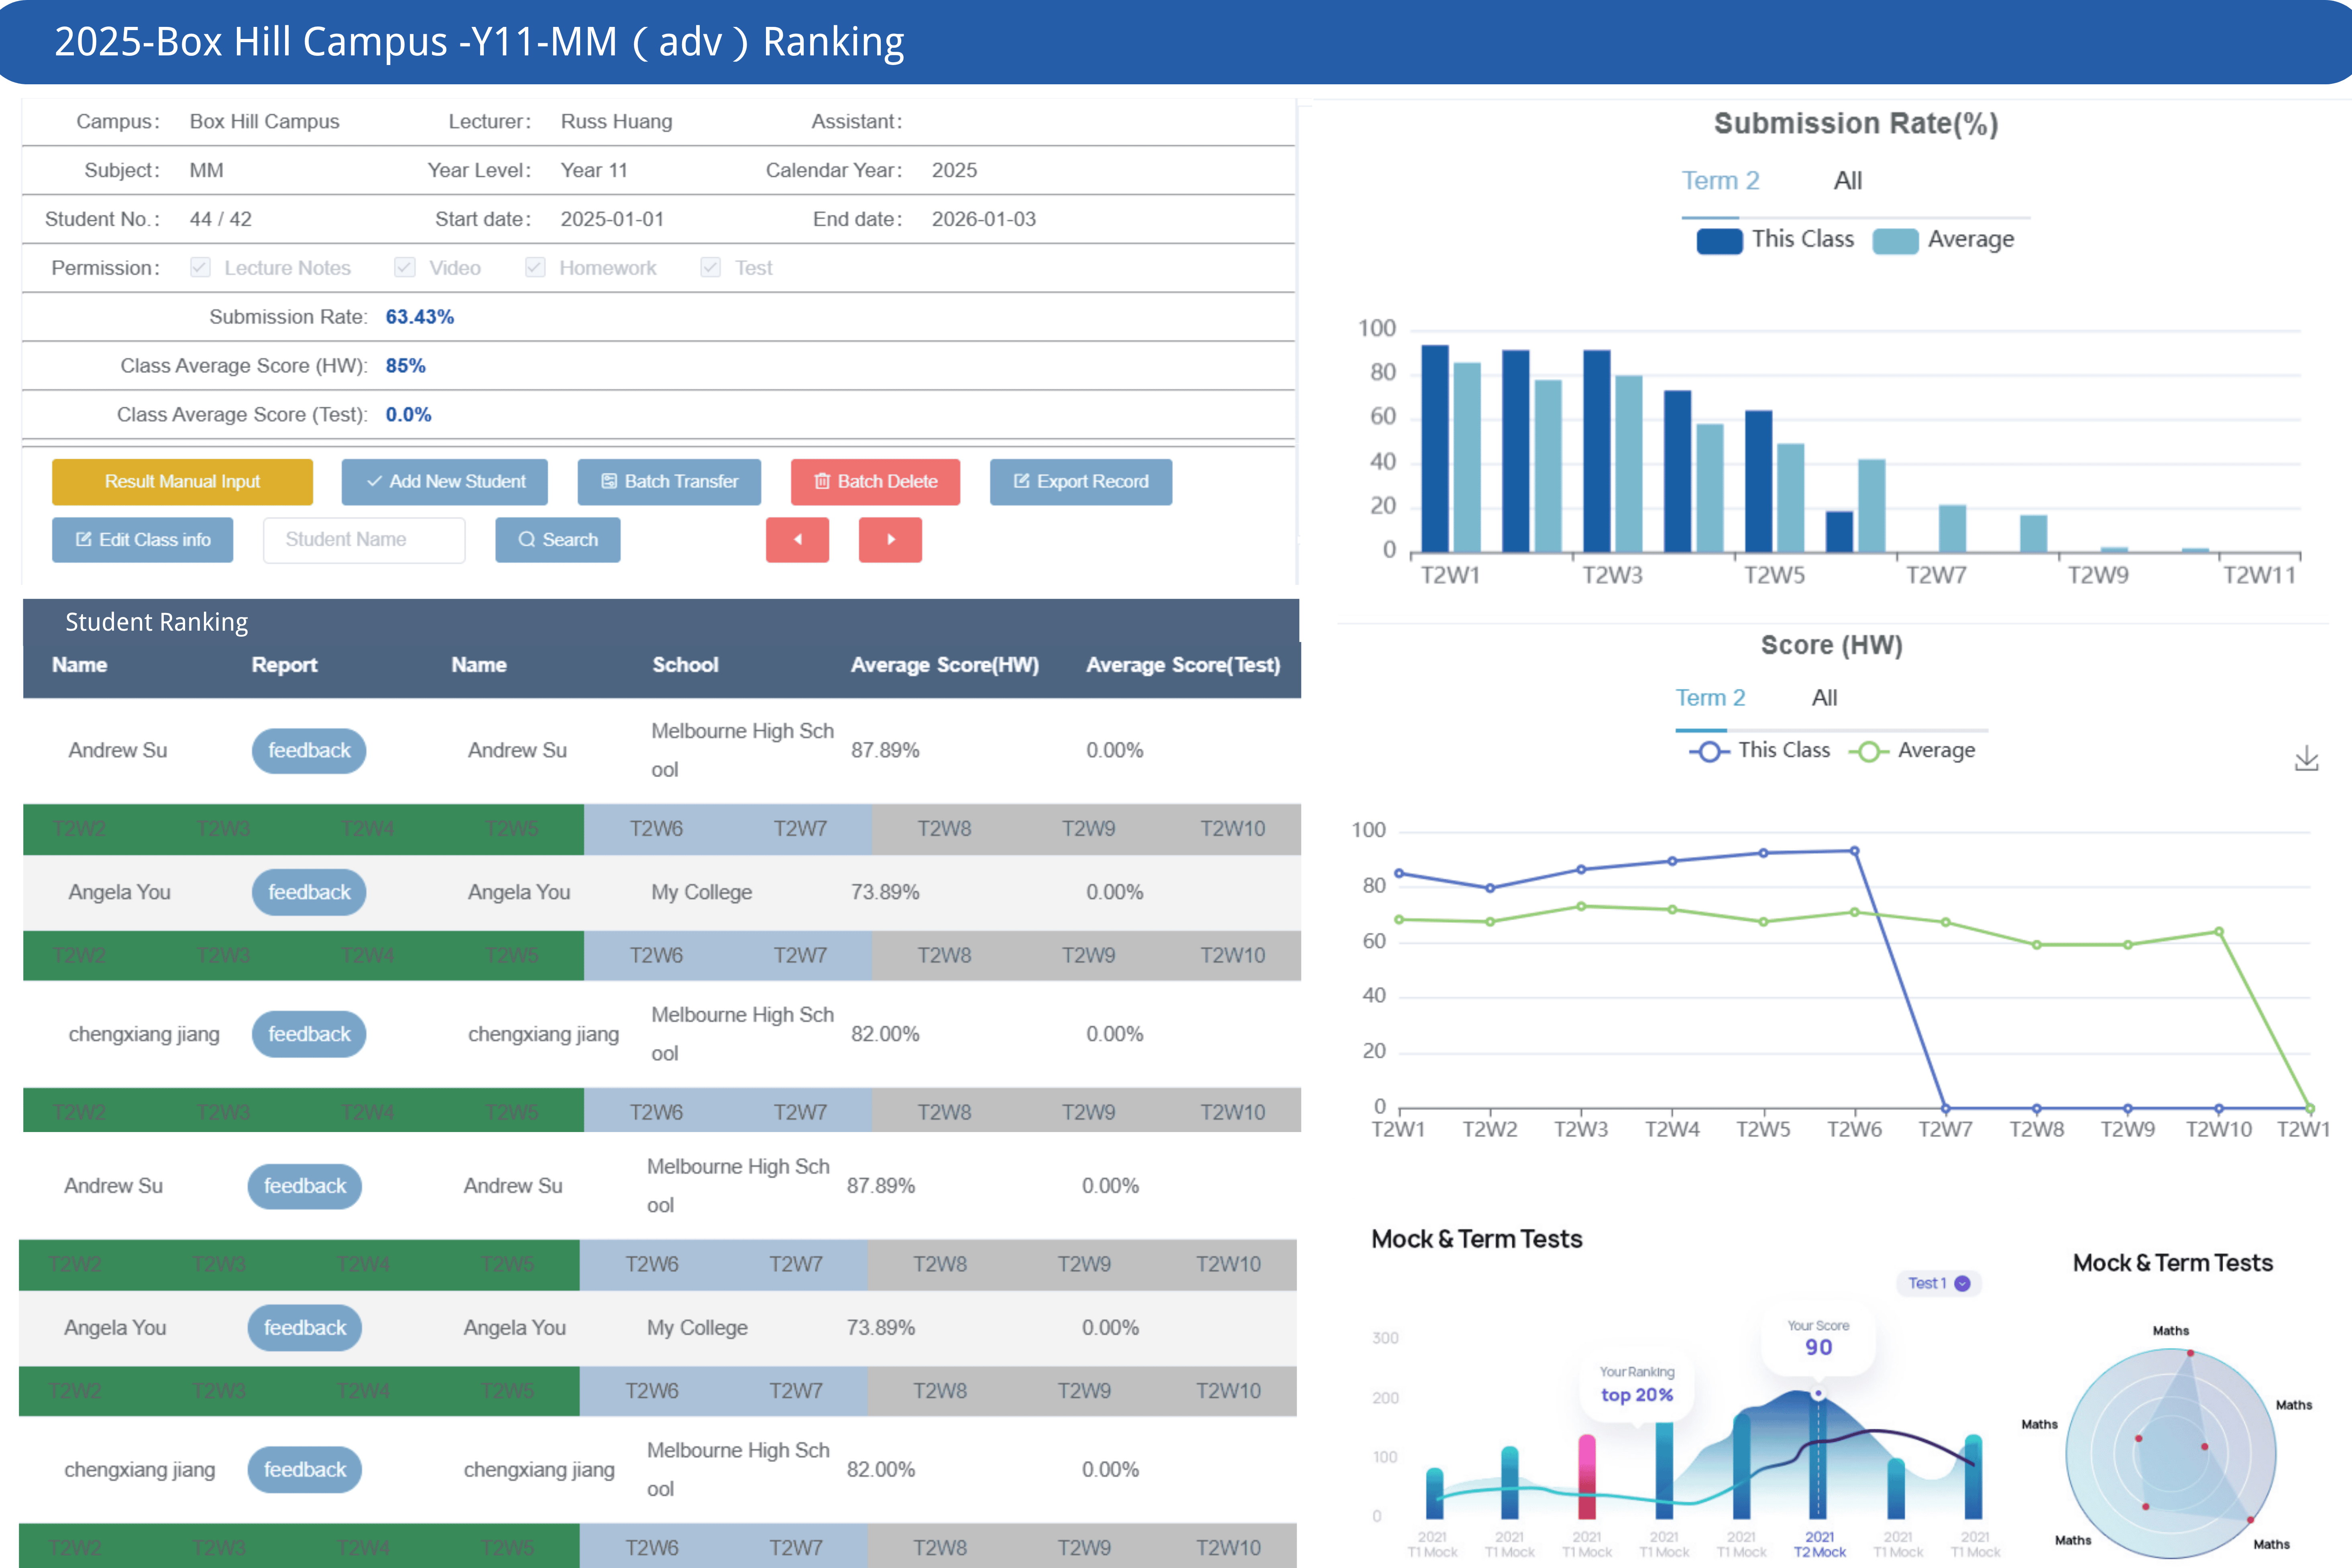 2025-Box Hill Campus -Y11-MM（adv）Ranking
Campus: Box Hill Campus Lecturer: Russ Huang Assistant:
Subject: MM Year Level: Year 11 Calendar Year: 2025
Student No.: 44 / 42 Start date: 2025-01-01 End date: 2026-01-03
Permission: Lecture Notes Video Homework Test
Submission Rate: 63.43%
Class Average Score (HW): 85%
Class Average Score (Test): 0.0%
Result Manual Input Add New Student Batch Transfer Batch Delete Export Record
Edit Class info Student Name Search
Student Ranking
Name Report Name School Average Score(HW) Average Score(Test)
Andrew Su feedback Andrew Su Melbourne High Sch 87.89% 0.00%
ool
T2W2 T2W3 T2W4 T2W5 T2W6 T2W7 T2W8 T2W9 T2W10
Angela You feedback Angela You My College 73.89% 0.00%
T2W2 T2W3 T2W4 T2W5 T2W6 T2W7 T2W8 T2W9 T2W10
chengxiang jiang feedback chengxiang jiang Melbourne High Sch 82.00% 0.00%
ool
T2W2 T2W3 T2W4 T2W5 T2W6 T2W7 T2W8 T2W9 T2W10
Andrew Su feedback Andrew Su Melbourne High Sch 87.89% 0.00%
ool
T2W2 T2W3 T2W4 T2W5 T2W6 T2W7 T2W8 T2W9 T2W10
Angela You feedback Angela You My College 73.89% 0.00%
T2W2 T2W3 T2W4 T2W5 T2W6 T2W7 T2W8 T2W9 T2W10
chengxiang jiang feedback chengxiang jiang Melbourne High Sch 82.00% 0.00%
ool
T2W2 T2W3 T2W4 T2W5 T2W6 T2W7 T2W8 T2W9 T2W10
Submission Rate(%)
Term 2 All
This Class Average
100
80
60
40
20
0
T2W1 T2W3 T2W5 T2W7 T2W9 T2W11
Score (HW)
Term 2 All
This Class Average
100
80
60
40
20
0
T2W1 T2W2 T2W3 T2W4 T2W5 T2W6 T2W7 T2W8 T2W9 T2W10 T2W1
Mock & Term Tests
Test 1
300
200
100
0
Your Ranking
top 20%
Your Score
90
2021 2021 2021 2021 2021 2021 2021 2021
T1 Mock T1 Mock T1 Mock T1 Mock T1 Mock T2 Mock T1 Mock T1 Mock
Mock & Term Tests
Maths
Maths
Maths
Maths
Maths